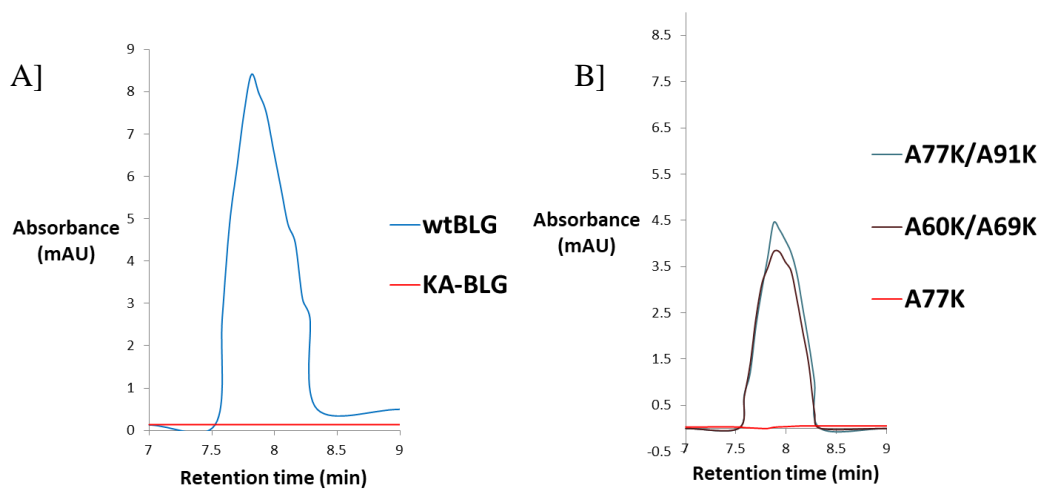 A]
9
8
7
6
5
4
3
2
1
0
Absorbance
(mAU)
7
7.5
8
8.5
9
Retention time (min)
wtBLG
KA-BLG
B]
8.5
7.5
6.5
5.5
4.5
3.5
2.5
1.5
0.5
-0.5
Absorbance
(mAU)
7
7.5
8
8.5
9
Retention time (min)
A77K/A91K
A60K/A69K
A77K